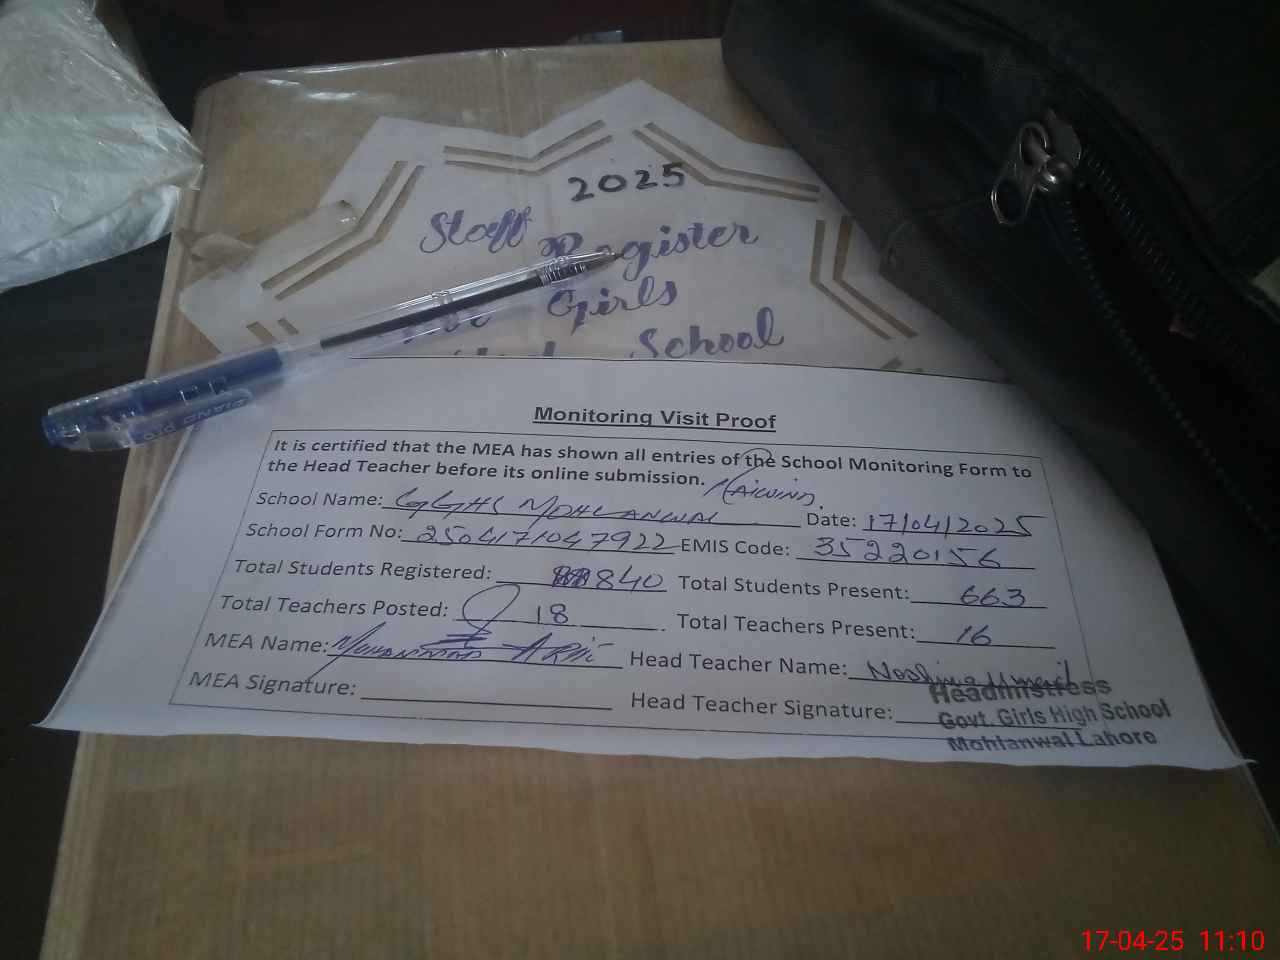 2025
Staff Register
Girls
School
PIANO
Monitoring Visit Proof
It is certified that the MEA has shown all entries of the School Monitoring Form to
the Head Teacher before its online submission. Raiwind.
School Name: GGHS MOHLANWAL Date: 17/04/2025
School Form No: 250417047922 EMIS Code: 35220156
Total Students Registered: 840 Total Students Present: 663
Total Teachers Posted: 18 Total Teachers Present: 16
MEA Name: Muhammad Head Teacher Name:
MEA Signature: Head Teacher Signature:
Headmistress
Govt. Girls High School
Mohlanwal Lahore
17-04-25 11:10